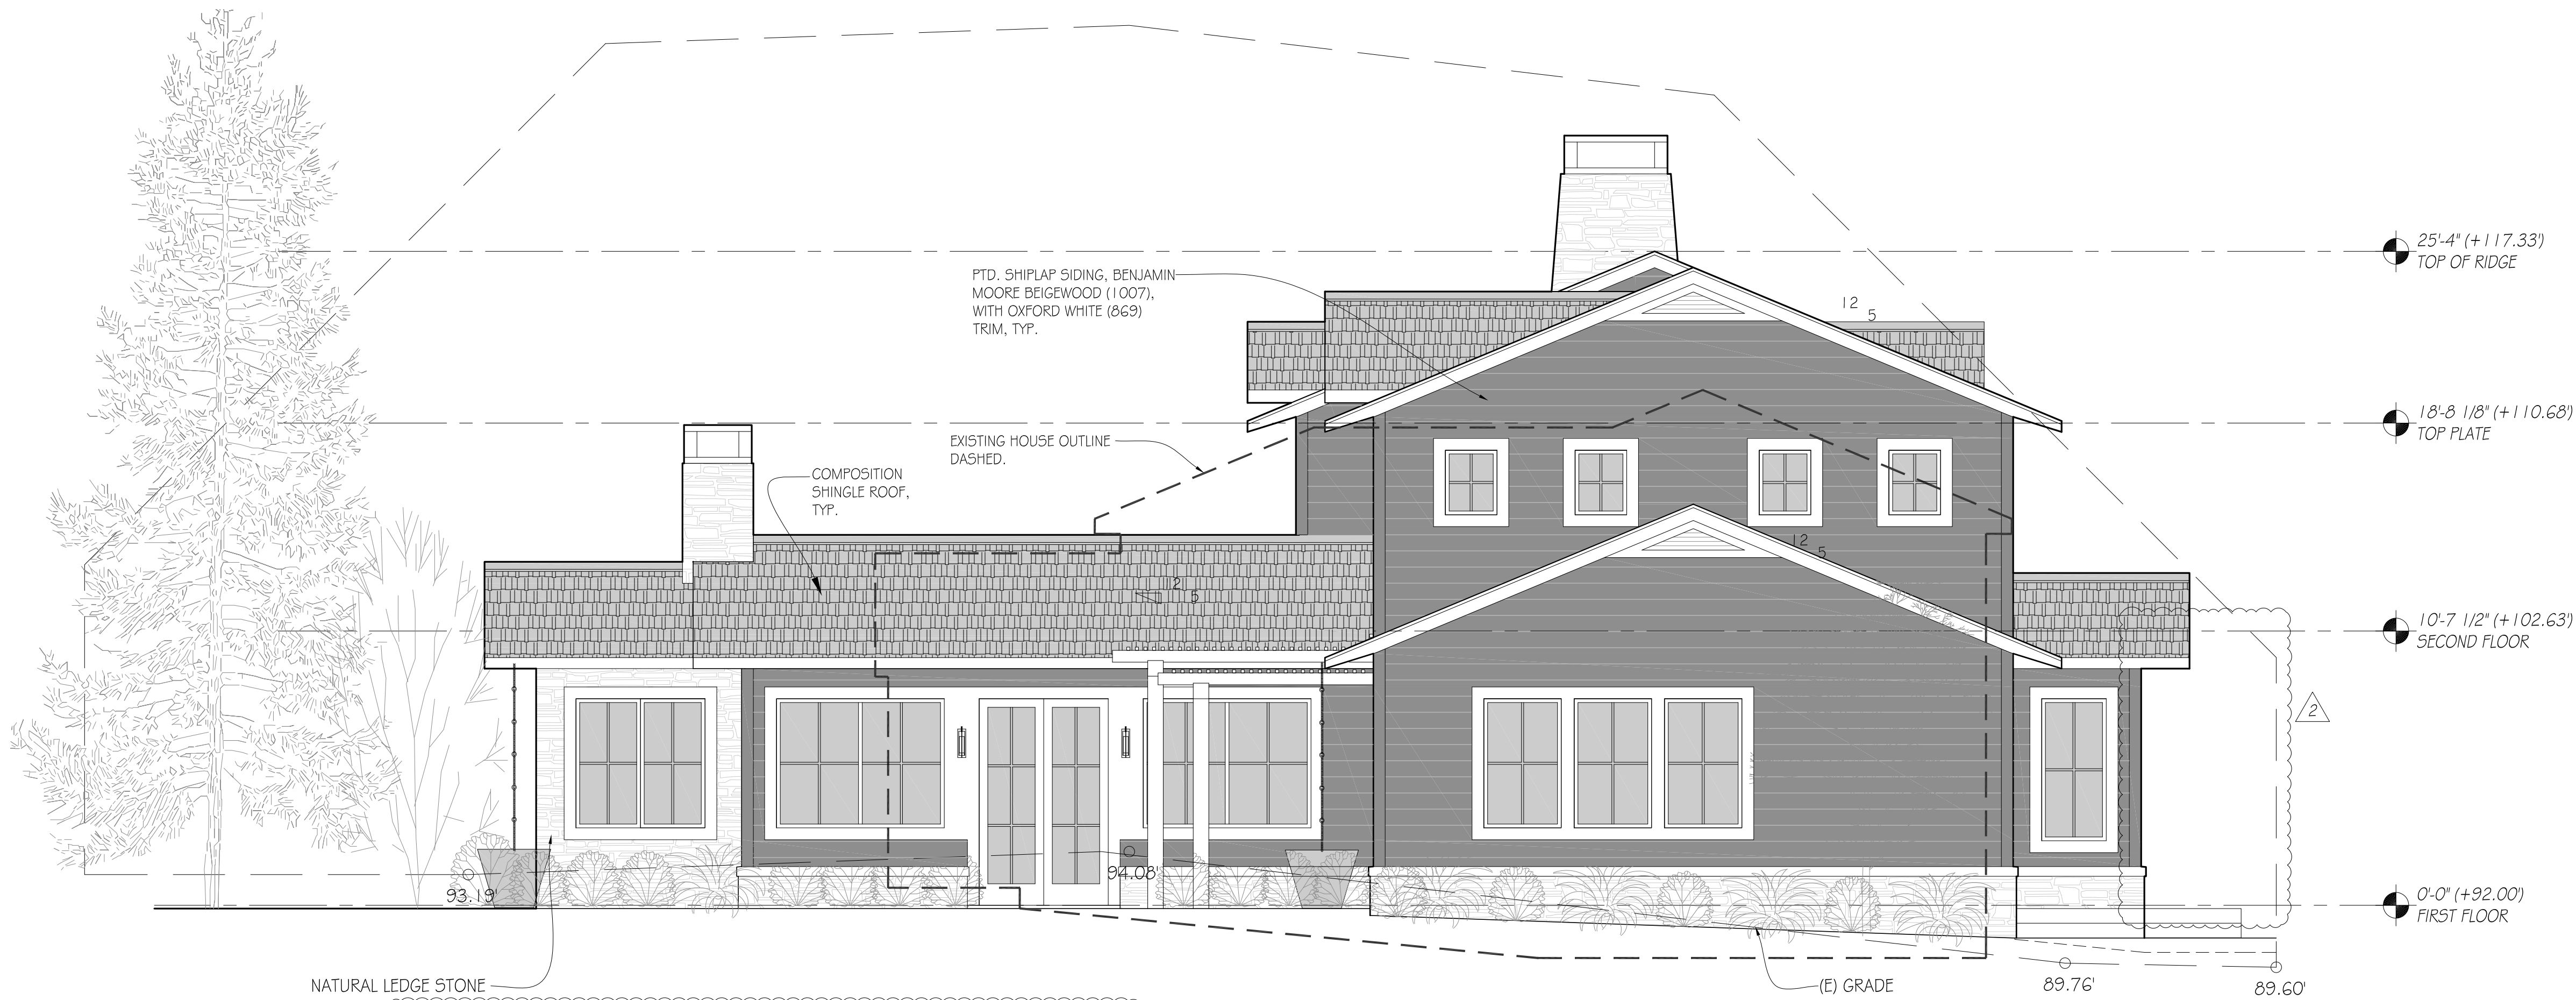 25'-4" (+117.33')
TOP OF RIDGE
PTD. SHIPLAP SIDING, BENJAMIN
MOORE BEIGEWOOD (1007),
WITH OXFORD WHITE (869)
TRIM, TYP.
12
5
18'-8 1/8" (+110.68')
TOP PLATE
EXISTING HOUSE OUTLINE
DASHED.
COMPOSITION
SHINGLE ROOF,
TYP.
12
5
12
5
10'-7 1/2" (+102.63')
SECOND FLOOR
2
94.08'
93.19'
0'-0" (+92.00')
FIRST FLOOR
NATURAL LEDGE STONE
(E) GRADE
89.76'
89.60'